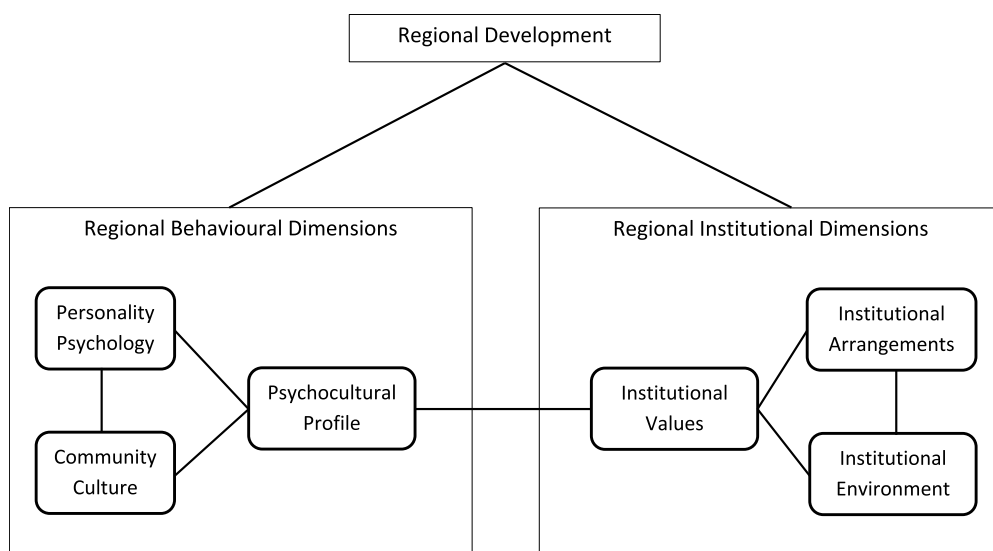 Regional Development
Regional Behavioural Dimensions
Personality
Psychology
Psychocultural
Profile
Community
Culture
Regional Institutional Dimensions
Institutional
Arrangements
Institutional
Values
Institutional
Environment